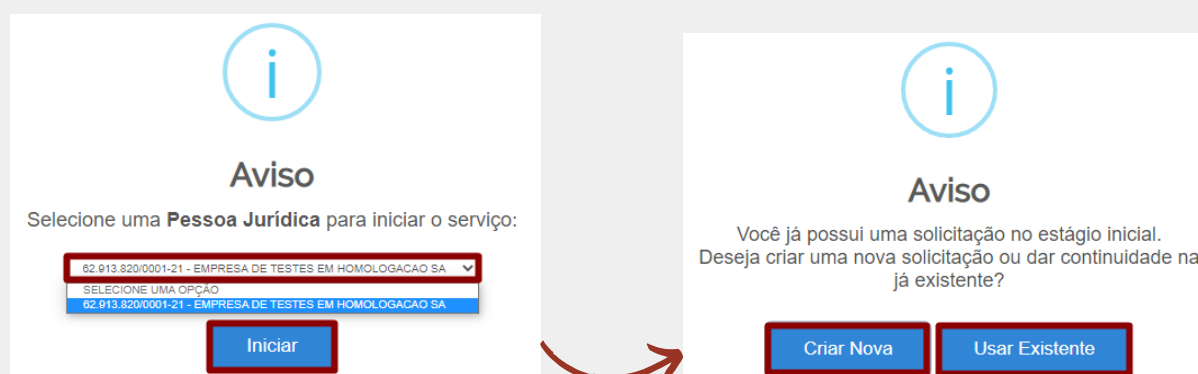 i
Aviso
Selecione uma Pessoa Jurídica para iniciar o serviço:
62.913.820/0001-21 - EMPRESA DE TESTES EM HOMOLOGACAO SA
SELECIONE UMA OPÇÃO
62.913.820/0001-21 - EMPRESA DE TESTES EM HOMOLOGACAO SA
Iniciar
i
Aviso
Você já possui uma solicitação no estágio inicial.
Deseja criar uma nova solicitação ou dar continuidade na
já existente?
Criar Nova
Usar Existente